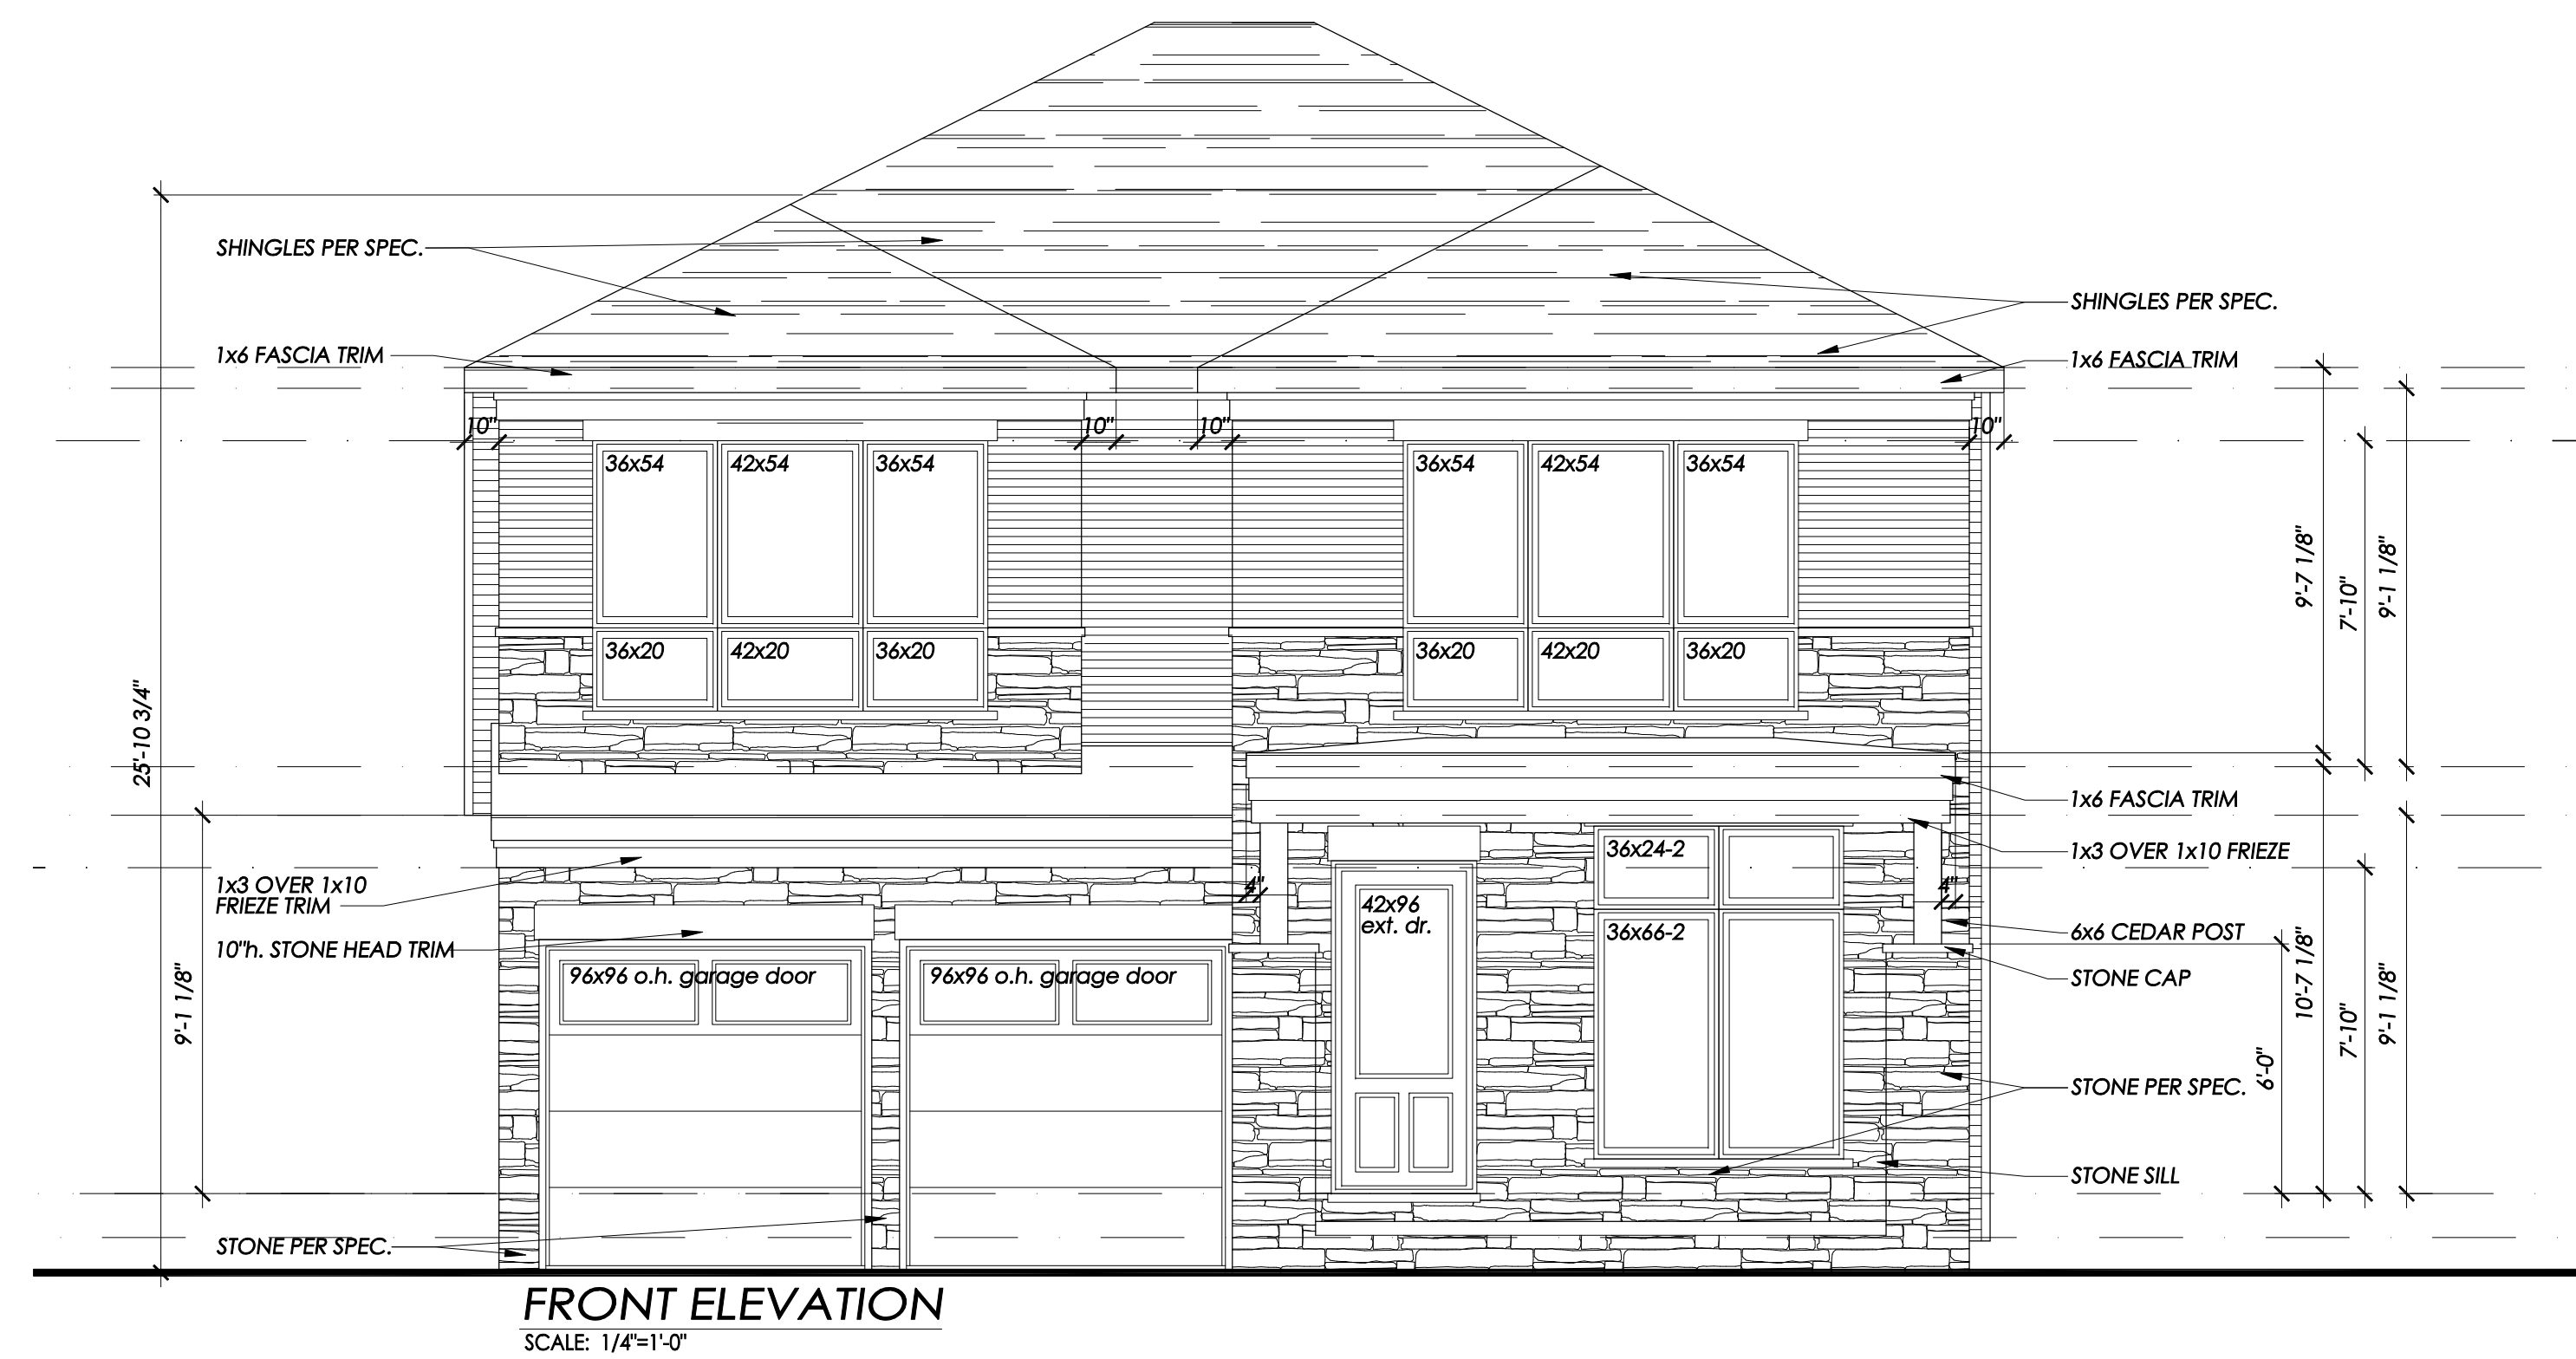 SHINGLES PER SPEC.
SHINGLES PER SPEC.
1x6 FASCIA TRIM
1x6 FASCIA TRIM
10"
10"
10"
10"
36x54
42x54
36x54
36x54
42x54
36x54
9'-7 1/8"
7'-10"
9'-1 1/8"
36x20
42x20
36x20
36x20
42x20
36x20
25'-10 3/4"
1x6 FASCIA TRIM
36x24-2
1x3 OVER 1x10 FRIEZE
1x3 OVER 1x10
FRIEZE TRIM
4"
4"
42x96
ext. dr.
36x66-2
6x6 CEDAR POST
10"h. STONE HEAD TRIM
96x96 o.h. garage door
96x96 o.h. garage door
STONE CAP
9'-1 1/8"
6'-0"
10'-7 1/8"
7'-10"
9'-1 1/8"
STONE PER SPEC.
STONE SILL
STONE PER SPEC.
FRONT ELEVATION
SCALE: 1/4"=1'-0"